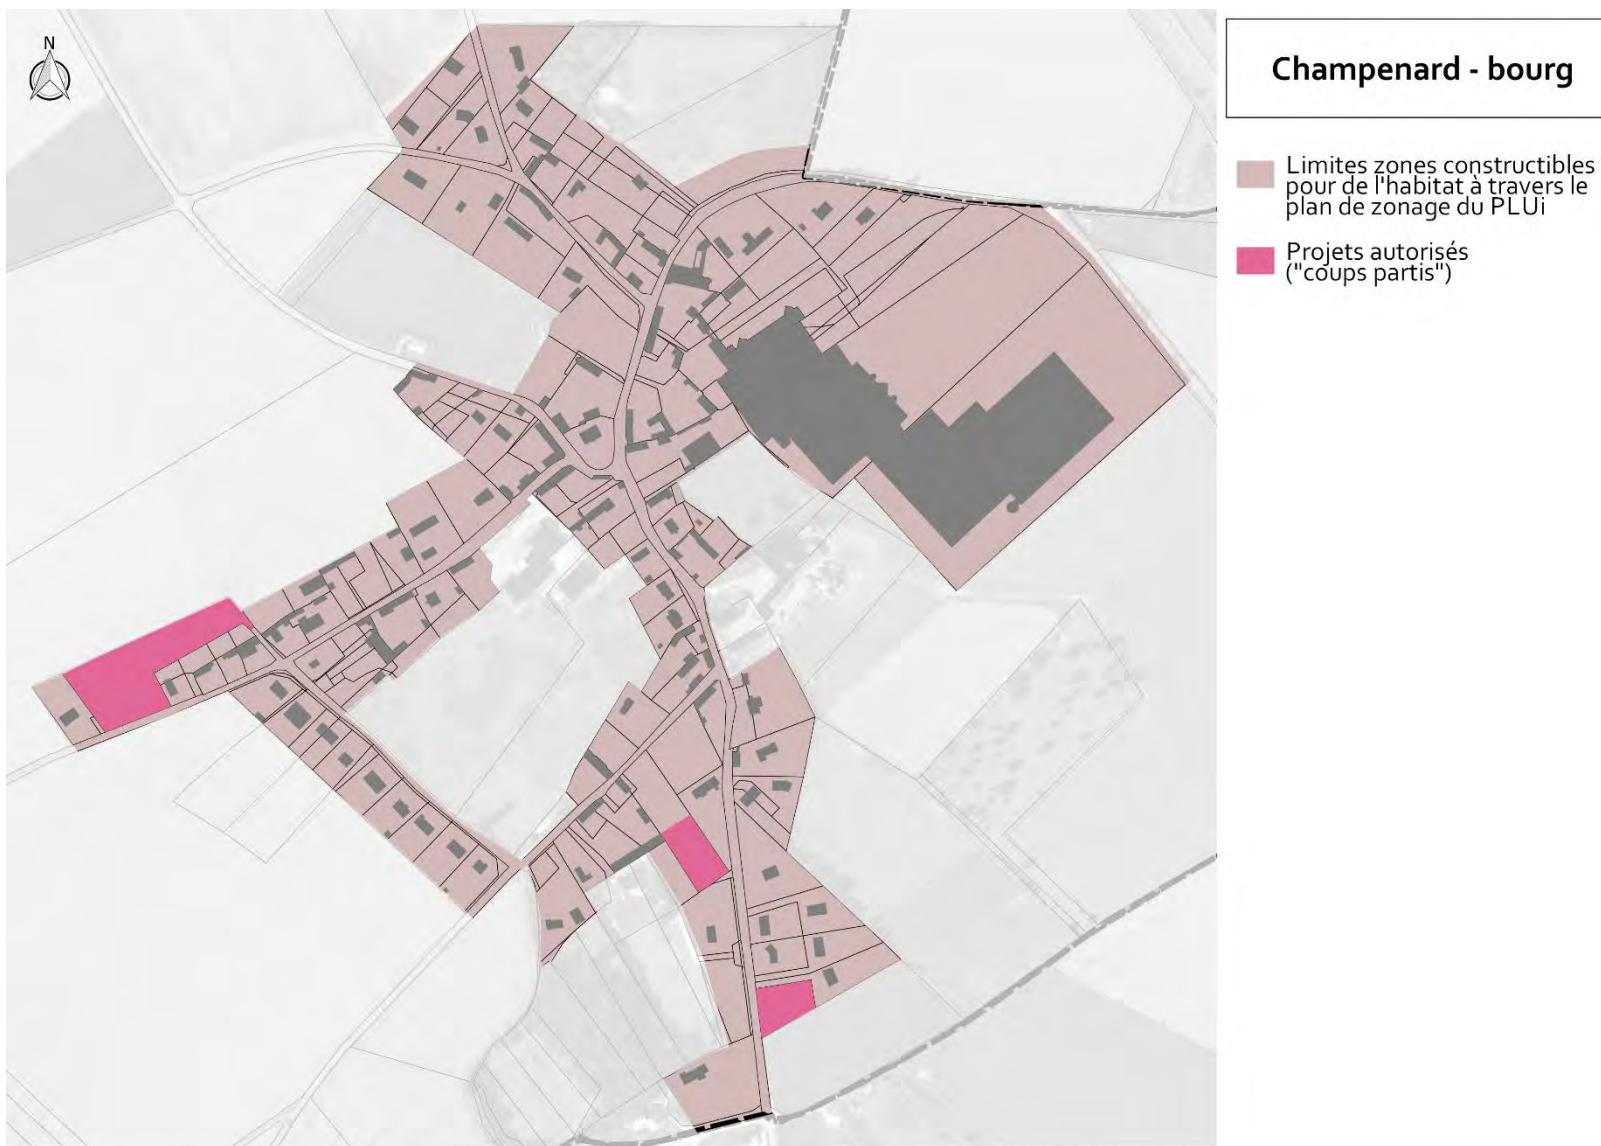 N
Champenard - bourg
Limites zones constructibles
pour de l'habitat à travers le
plan de zonage du PLUi
Projets autorisés
("coups partis")